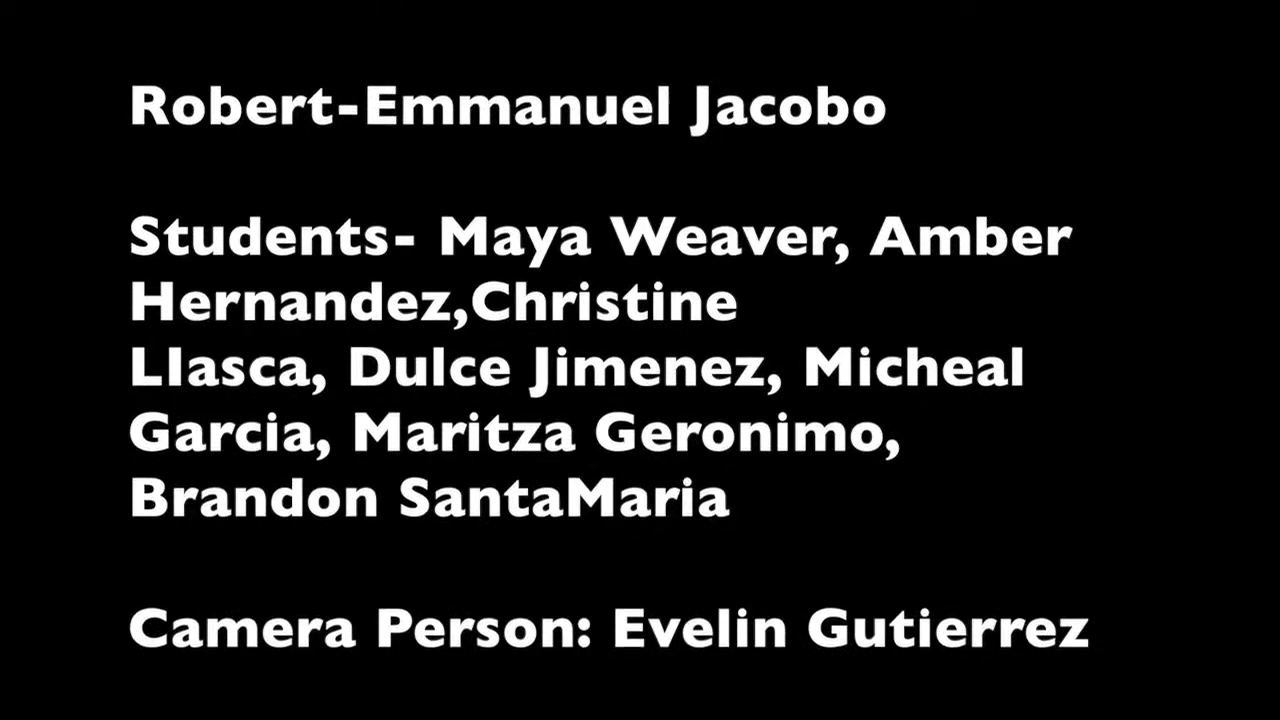 Robert-Emmanuel Jacobo
Students- Maya Weaver, Amber
Hernandez,Christine
Llasca, Dulce Jimenez, Micheal
Garcia, Maritza Geronimo,
Brandon SantaMaria
Camera Person: Evelin Gutierrez